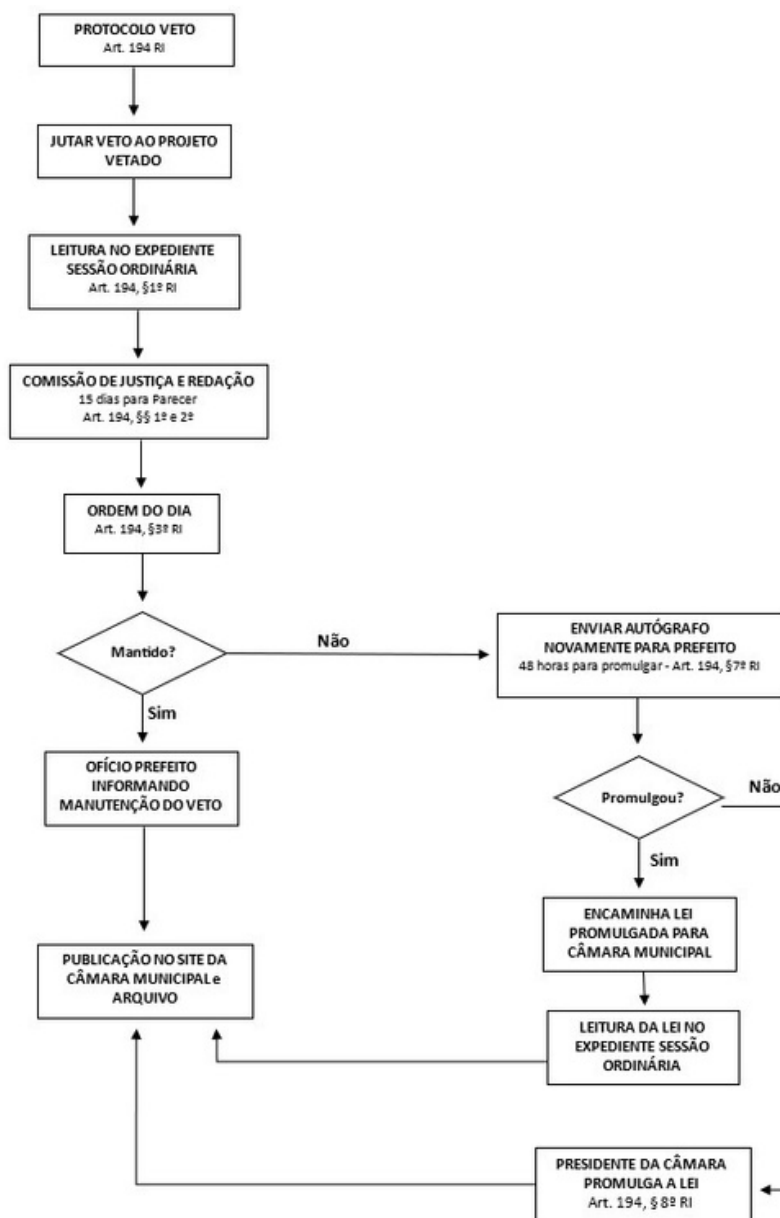 PROTOCOLO VETO
Art. 194 RI
JUTAR VETO AO PROJETO
VETADO
LEITURA NO EXPEDIENTE
SESSÃO ORDINÁRIA
Art. 194, §1º RI
COMISSÃO DE JUSTIÇA E REDAÇÃO
15 dias para Parecer
Art. 194, §§ 1º e 2º
ORDEM DO DIA
Art. 194, §3º RI
Mantido?
Não
ENVIAR AUTÓGRAFO
NOVAMENTE PARA PREFEITO
48 horas para promulgar - Art. 194, §7º RI
Sim
OFÍCIO PREFEITO
INFORMANDO
MANUTENÇÃO DO VETO
Promulgou?
Não
Sim
ENCAMINHA LEI
PROMULGADA PARA
CÂMARA MUNICIPAL
PUBLICAÇÃO NO SITE DA
CÂMARA MUNICIPAL e
ARQUIVO
LEITURA DA LEI NO
EXPEDIENTE SESSÃO
ORDINÁRIA
PRESIDENTE DA CÂMARA
PROMULGA A LEI
Art. 194, §8º RI